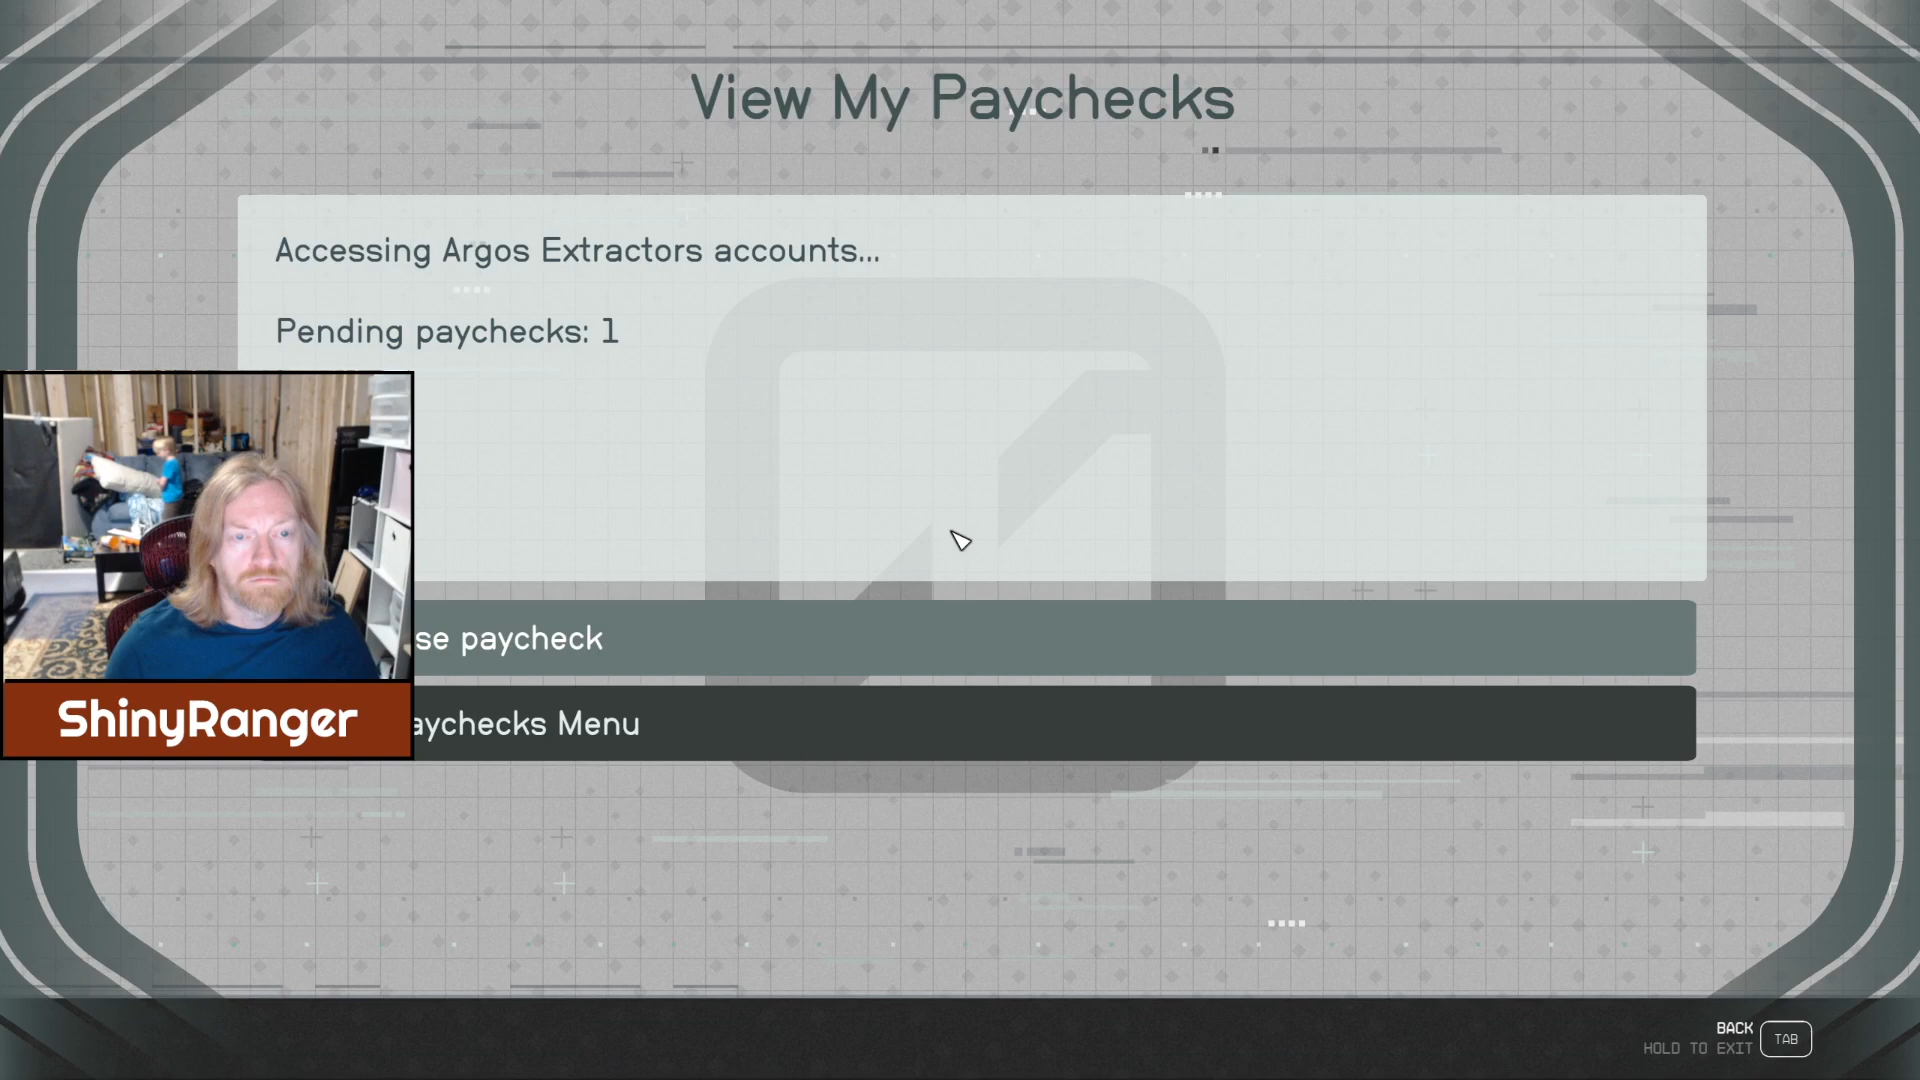 View My Paychecks
Accessing Argos Extractors accounts...
Pending paychecks: 1
se paycheck
aychecks Menu
ShinyRanger
BACK
HOLD TO EXIT
TAB